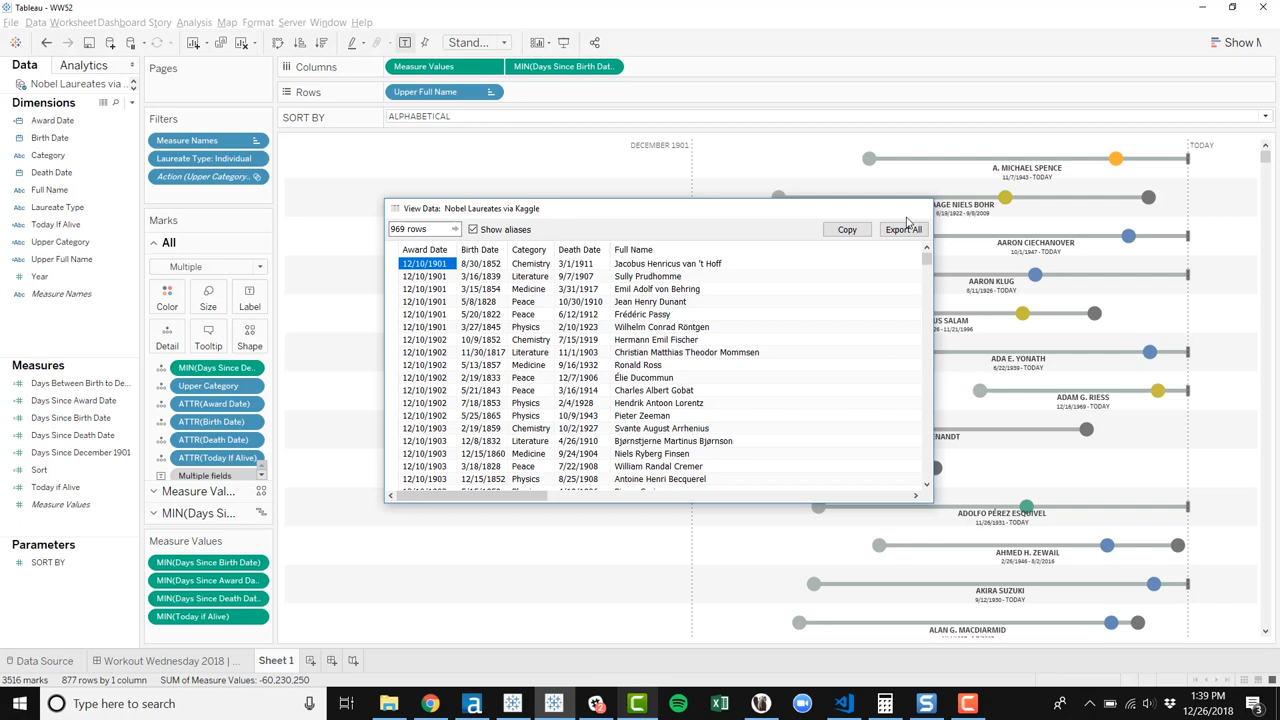 Tableau - WW52
File Data Worksheet Dashboard Story Analysis Map Format Server Window Help
Stand...
Show M
Data Analytics
Nobel Laureates via ...
Dimensions
Award Date
Birth Date
Abc Category
Death Date
Abc Full Name
Abc Laureate Type
Today If Alive
Abc Upper Category
Abc Upper Full Name
Year
Abc Measure Names
Measures
Days Between Birth to De...
Days Since Award Date
Days Since Birth Date
Days Since Death Date
Days Since December 1901
Sort
Today if Alive
Measure Values
Parameters
SORT BY
Pages
Filters
Measure Names
Laureate Type: Individual
Action (Upper Category..
Marks
All
Multiple
Color Size Label
Detail Tooltip Shape
MIN(Days Since De..
Upper Category
ATTR(Award Date)
ATTR(Birth Date)
ATTR(Death Date)
ATTR(Today If Alive)
Multiple fields
Measure Val...
MIN(Days Si...
Measure Values
MIN(Days Since Birth Date)
MIN(Days Since Award Da..
MIN(Days Since Death Dat..
MIN(Today if Alive)
Columns Measure Values MIN(Days Since Birth Dat..
Rows Upper Full Name
SORT BY ALPHABETICAL
DECEMBER 1901 TODAY
A. MICHAEL SPENCE
11/7/1943 - TODAY
AAGE NIELS BOHR
6/19/1922 - 9/8/2009
AARON CIECHANOVER
10/1/1947 - TODAY
AARON KLUG
8/11/1926 - TODAY
US SALAM
26 - 11/21/1996
ADA E. YONATH
6/22/1939 - TODAY
ADAM G. RIESS
12/16/1969 - TODAY
ENANDT
ADOLFO PÉREZ ESQUIVEL
11/26/1931 - TODAY
AHMED H. ZEWAIL
2/26/1946 - 8/2/2016
AKIRA SUZUKI
9/12/1930 - TODAY
ALAN G. MACDIARMID
View Data: Nobel Laureates via Kaggle
969 rows Show aliases Copy Export All
Award Date Birth Date Category Death Date Full Name
12/10/1901 8/30/1852 Chemistry 3/1/1911 Jacobus Henricus van 't Hoff
12/10/1901 3/16/1839 Literature 9/7/1907 Sully Prudhomme
12/10/1901 3/15/1854 Medicine 3/31/1917 Emil Adolf von Behring
12/10/1901 5/8/1828 Peace 10/30/1910 Jean Henry Dunant
12/10/1901 5/20/1822 Peace 6/12/1912 Frédéric Passy
12/10/1901 3/27/1845 Physics 2/10/1923 Wilhelm Conrad Röntgen
12/10/1902 10/9/1852 Chemistry 7/15/1919 Hermann Emil Fischer
12/10/1902 11/30/1817 Literature 11/1/1903 Christian Matthias Theodor Mommsen
12/10/1902 5/13/1857 Medicine 9/16/1932 Ronald Ross
12/10/1902 2/19/1833 Peace 12/7/1906 Élie Ducommun
12/10/1902 5/21/1843 Peace 3/16/1914 Charles Albert Gobat
12/10/1902 7/18/1853 Physics 2/4/1928 Hendrik Antoon Lorentz
12/10/1902 5/25/1865 Physics 10/9/1943 Pieter Zeeman
12/10/1903 2/19/1859 Chemistry 10/2/1927 Svante August Arrhenius
12/10/1903 12/8/1832 Literature 4/26/1910 Bjørnstjerne Martinus Bjørnson
12/10/1903 12/15/1860 Medicine 9/24/1904 Niels Ryberg Finsen
12/10/1903 3/18/1828 Peace 7/22/1908 William Randal Cremer
12/10/1903 12/15/1852 Physics 8/25/1908 Antoine Henri Becquerel
Data Source Workout Wednesday 2018 | ... Sheet 1
3516 marks 877 rows by 1 column SUM of Measure Values: -60,230,250
Type here to search
1:39 PM
12/26/2018